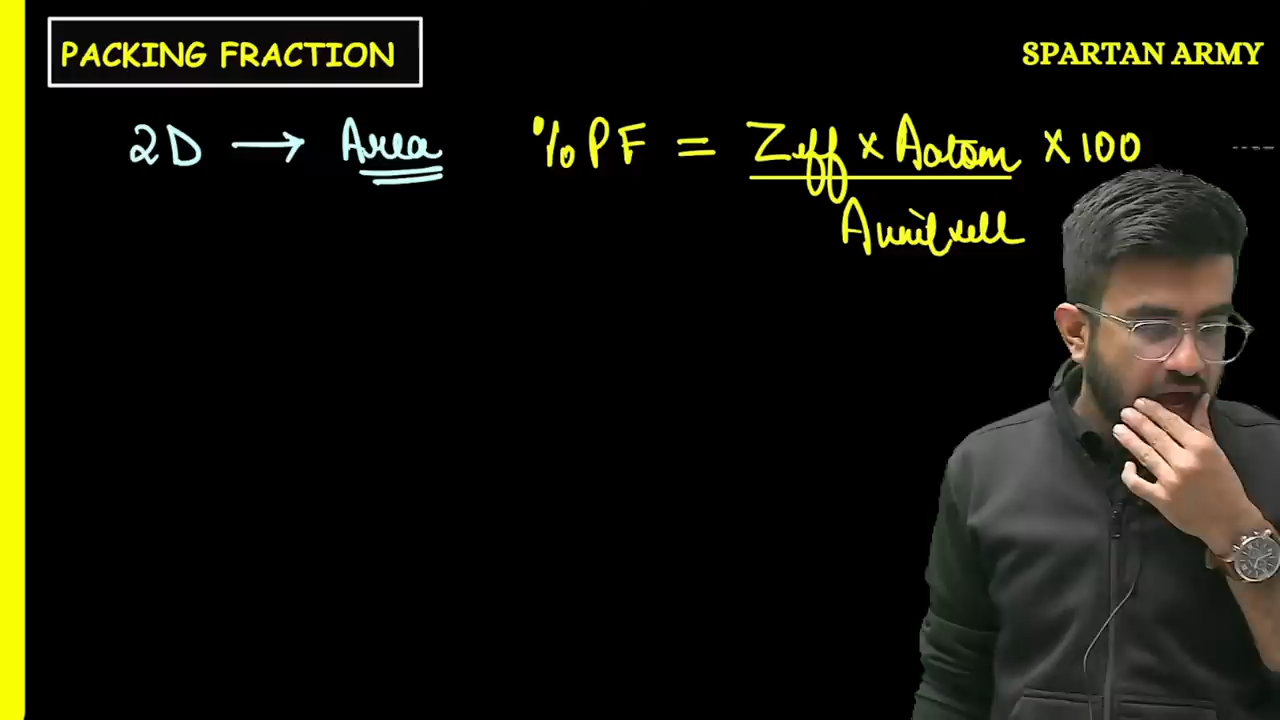 PACKING FRACTION
SPARTAN ARMY
2D → Area
%PF = Zeff × Aatom × 100
Aunitcell